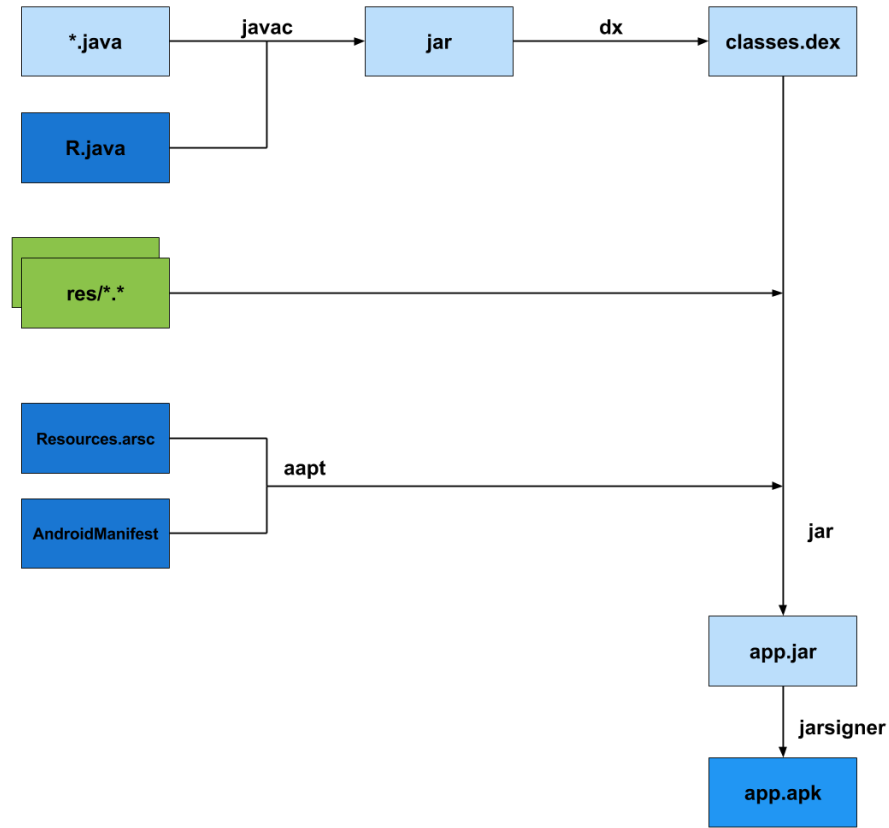 *.java
javac
jar
dx
classes.dex
R.java
res/*.*
Resources.arsc
aapt
AndroidManifest
jar
app.jar
jarsigner
app.apk